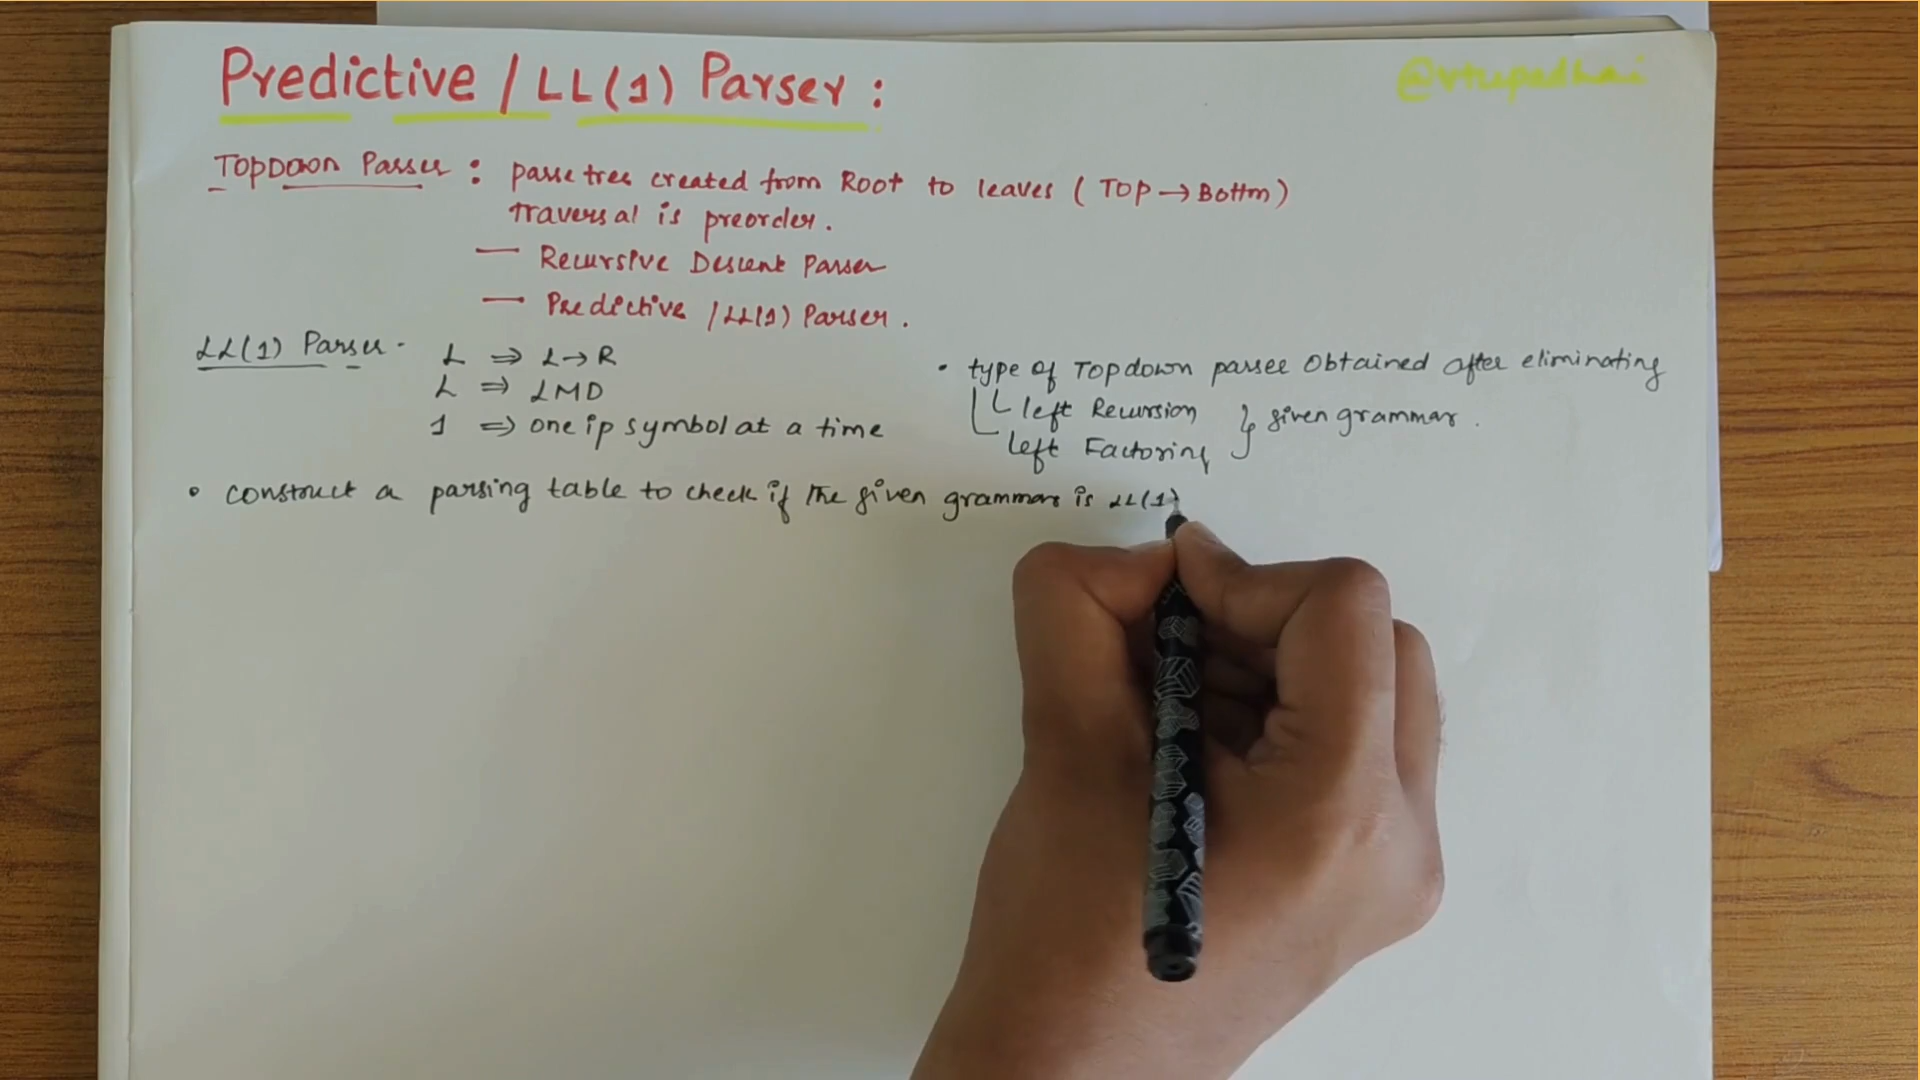 Predictive / LL(1) Parser :
@vtupadhai
TopDown Parser : parse tree created from Root to leaves ( TOP → Bottm )
Traversal is preorder .
— Recursive Descent Parser
— Predictive / LL(1) Parser .
LL(1) Parser -
L ⇒ L → R
L ⇒ LMD
1 ⇒ one ip symbol at a time
• type of Topdown parser Obtained after eliminating
left Recursion
left Factoring } given grammar .
• construct a parsing table to check if the given grammar is LL(1)